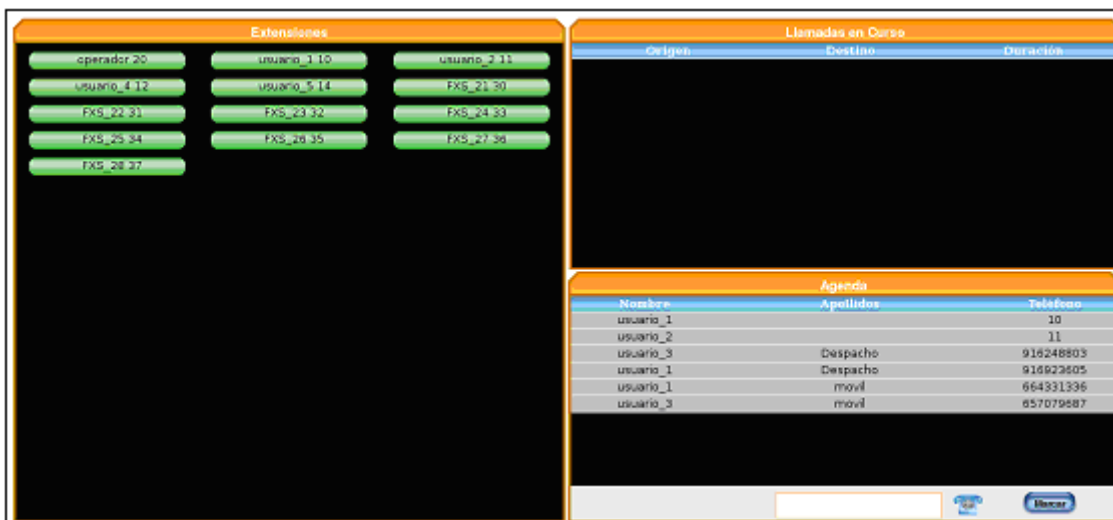 Extensiones
operador 20 usuario_1 10 usuario_2 11
usuario_4 12 usuario_5 14 FXS_21 30
FXS_22 31 FXS_23 32 FXS_24 33
FXS_25 34 FXS_26 35 FXS_27 36
FXS_28 37
Llamadas en Curso
Origen Destino Duración
Agenda
Nombre Apollidos Teléfono
usuario_1 10
usuario_2 11
usuario_3 Despacho 916248803
usuario_1 Despacho 916923605
usuario_1 movil 664331336
usuario_3 movil 657079687
Marcar